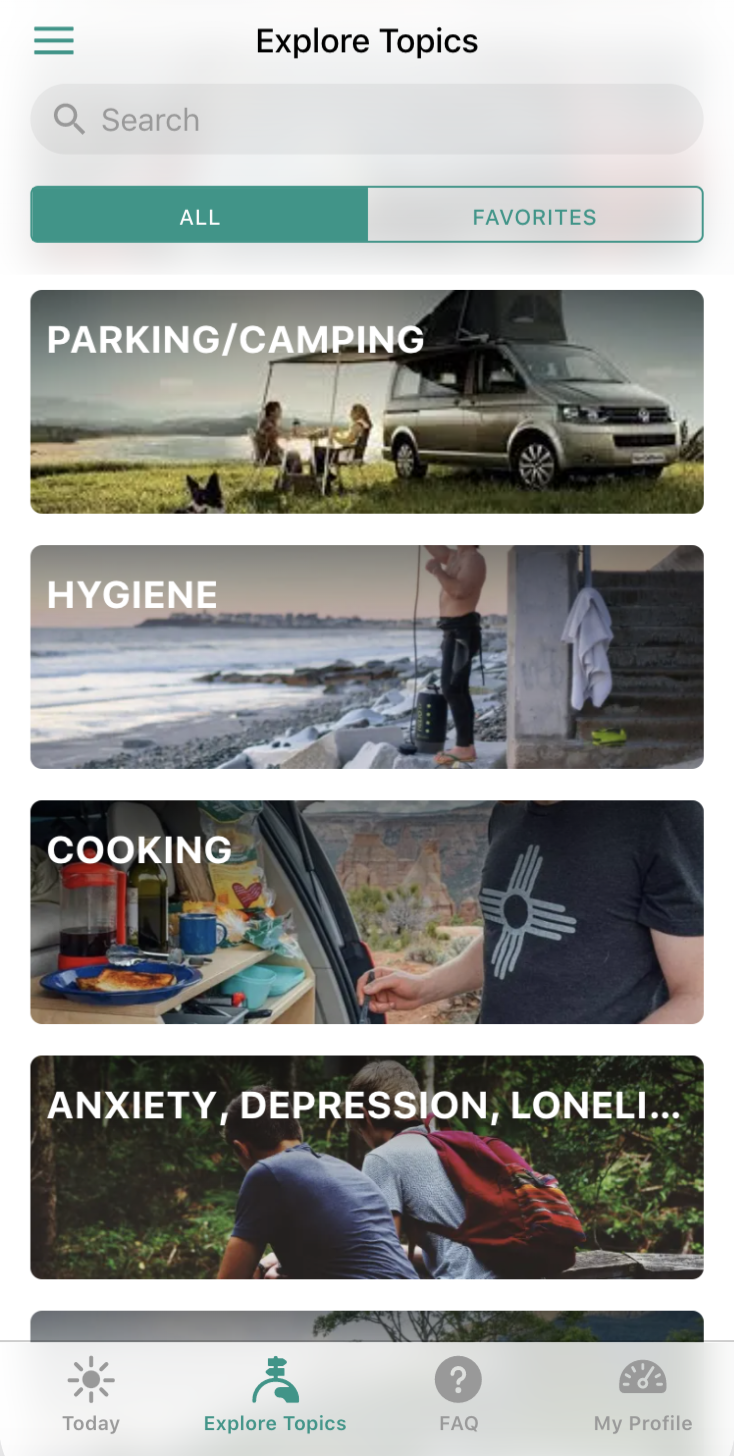 Explore Topics
Search
ALL
FAVORITES
PARKING/CAMPING
HYGIENE
COOKING
ANXIETY, DEPRESSION, LONELI...
Today
Explore Topics
FAQ
My Profile